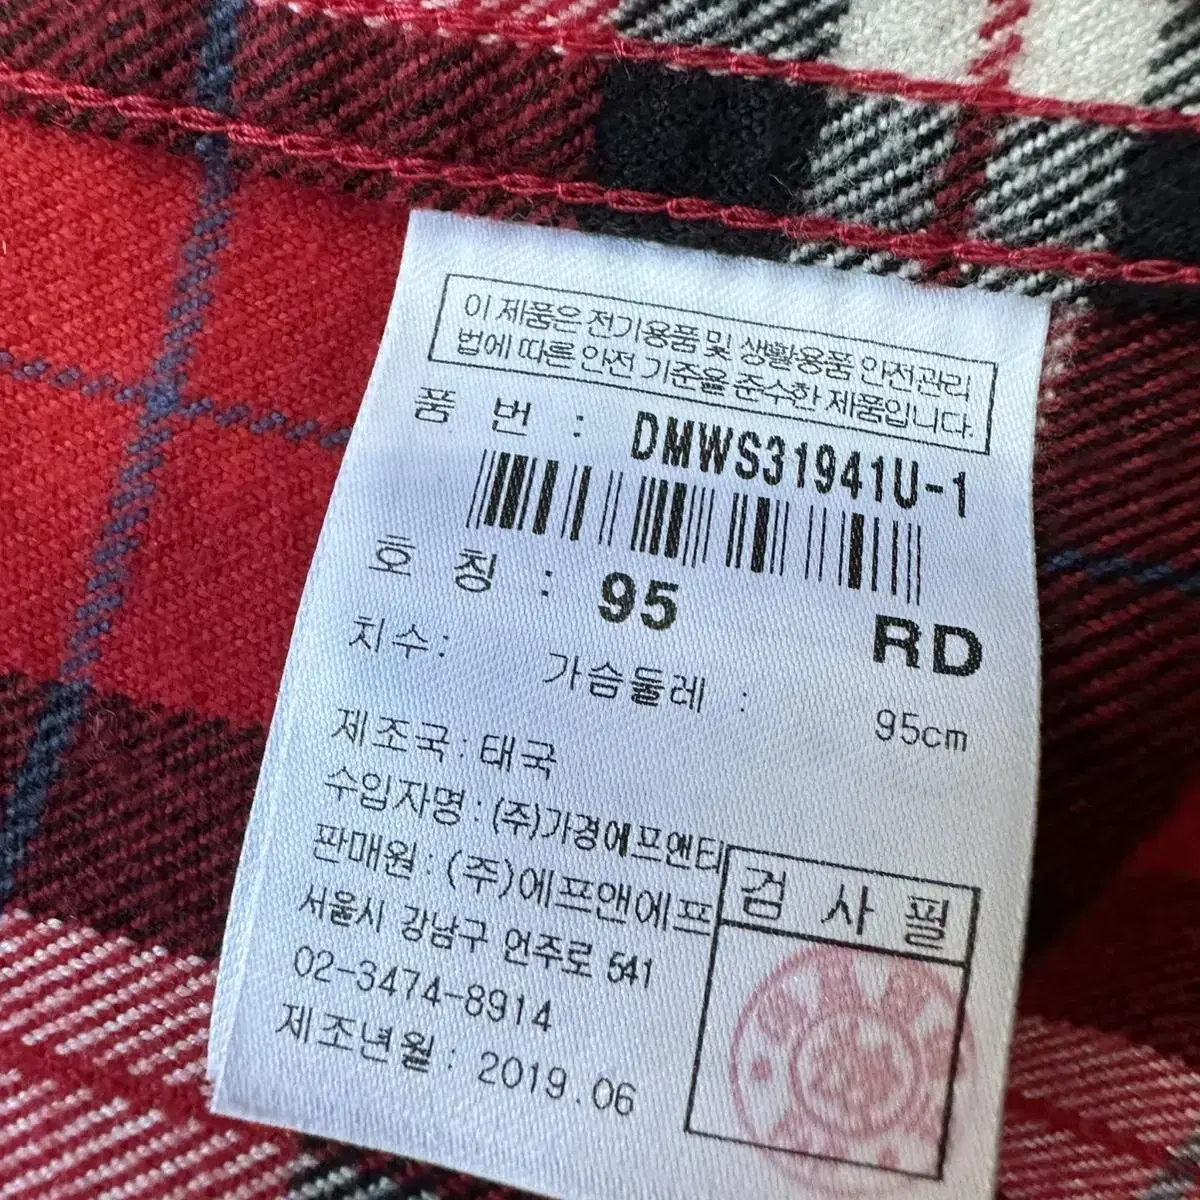 이 제품은 전기용품 및 생활용품 안전관리
법에 따른 안전 기준을 준수한 제품입니다.
품 번 : DMWS31941U-1
호 칭 : 95 RD
치수: 가슴둘레 : 95cm
제조국:태국
수입자명:(주)가경에프앤티
판매원:(주)에프앤에프
서울시 강남구 언주로 541
02-3474-8914
제조년월: 2019.06
검 사 필